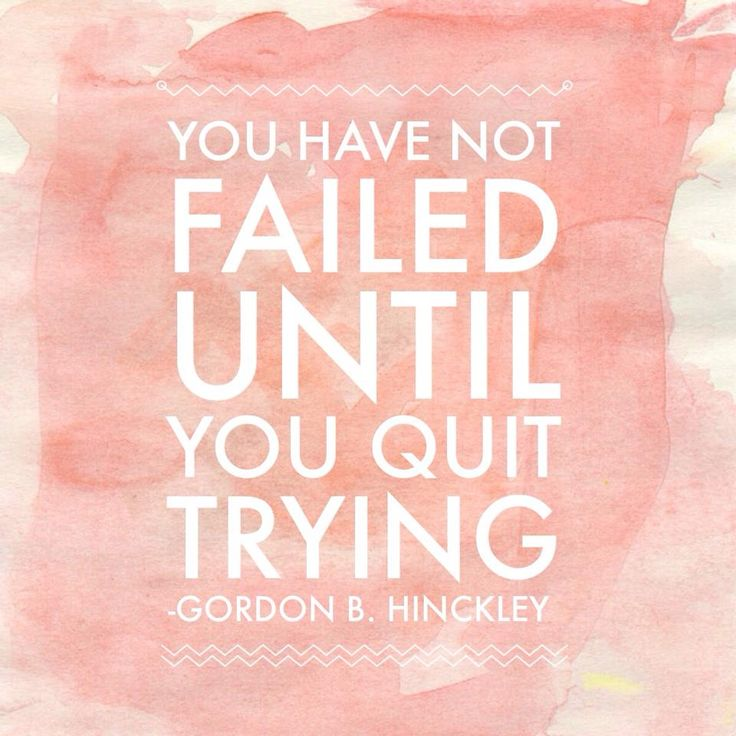 YOU HAVE NOT
FAILED
UNTIL
YOU QUIT
TRYING
-GORDON B. HINCKLEY